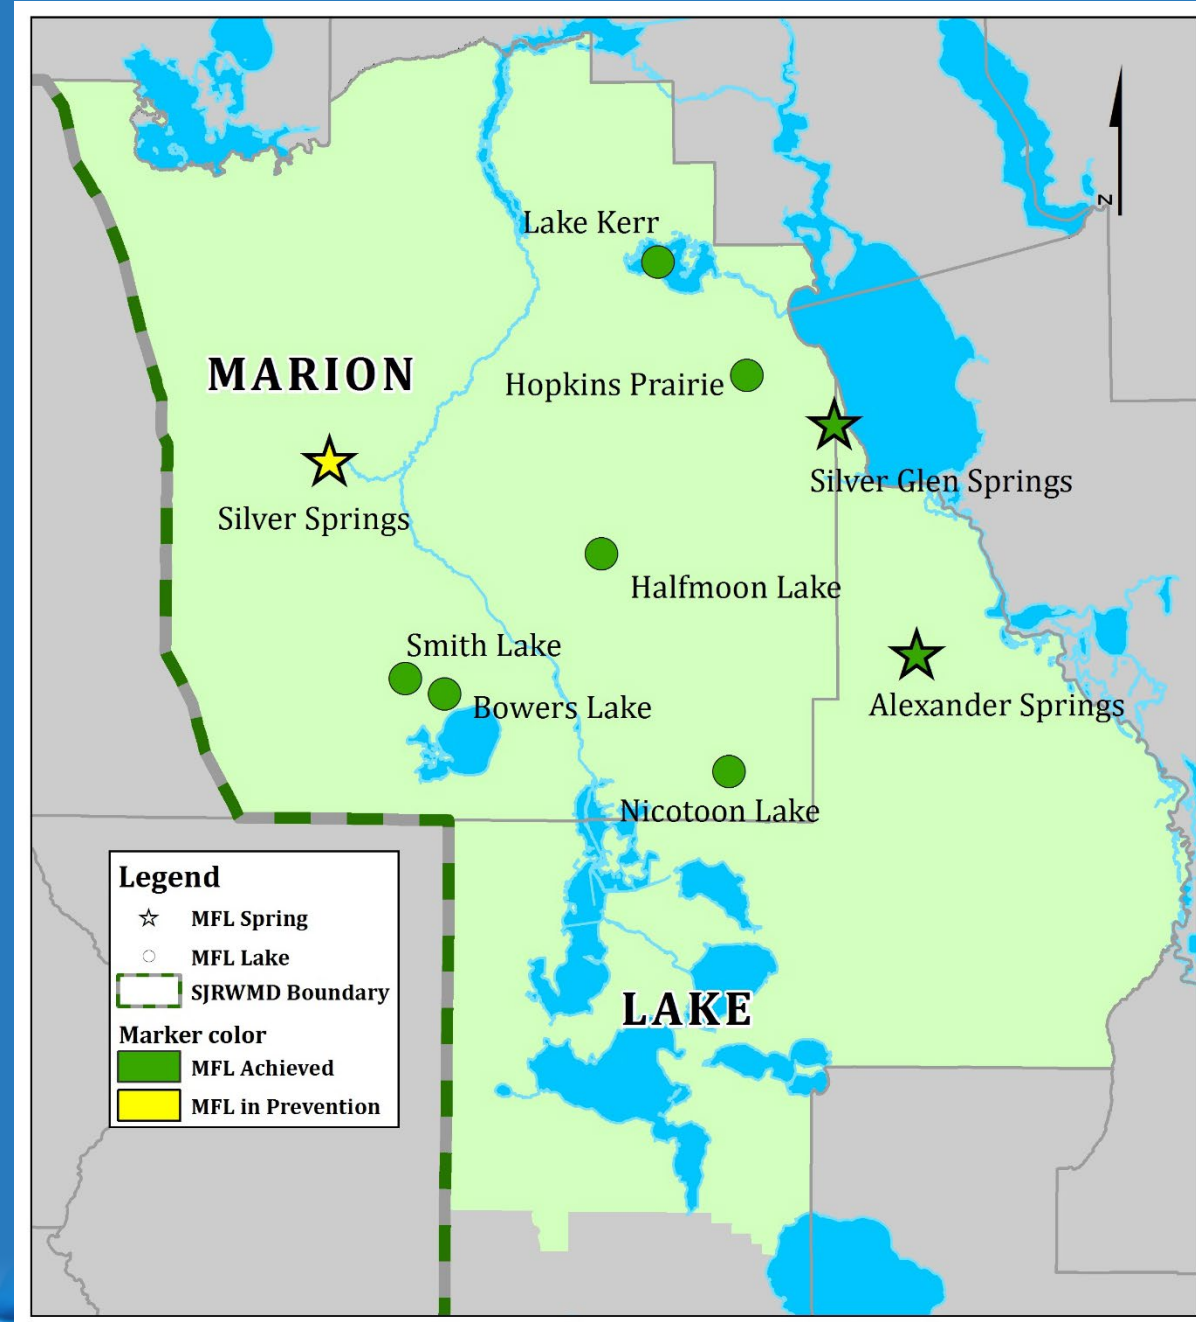 Lake Kerr
N
MARION
Hopkins Prairie
Silver Glen Springs
Silver Springs
Halfmoon Lake
Smith Lake
Bowers Lake
Alexander Springs
Nicotoon Lake
LAKE
Legend
MFL Spring
MFL Lake
SJRWMD Boundary
Marker color
MFL Achieved
MFL in Prevention